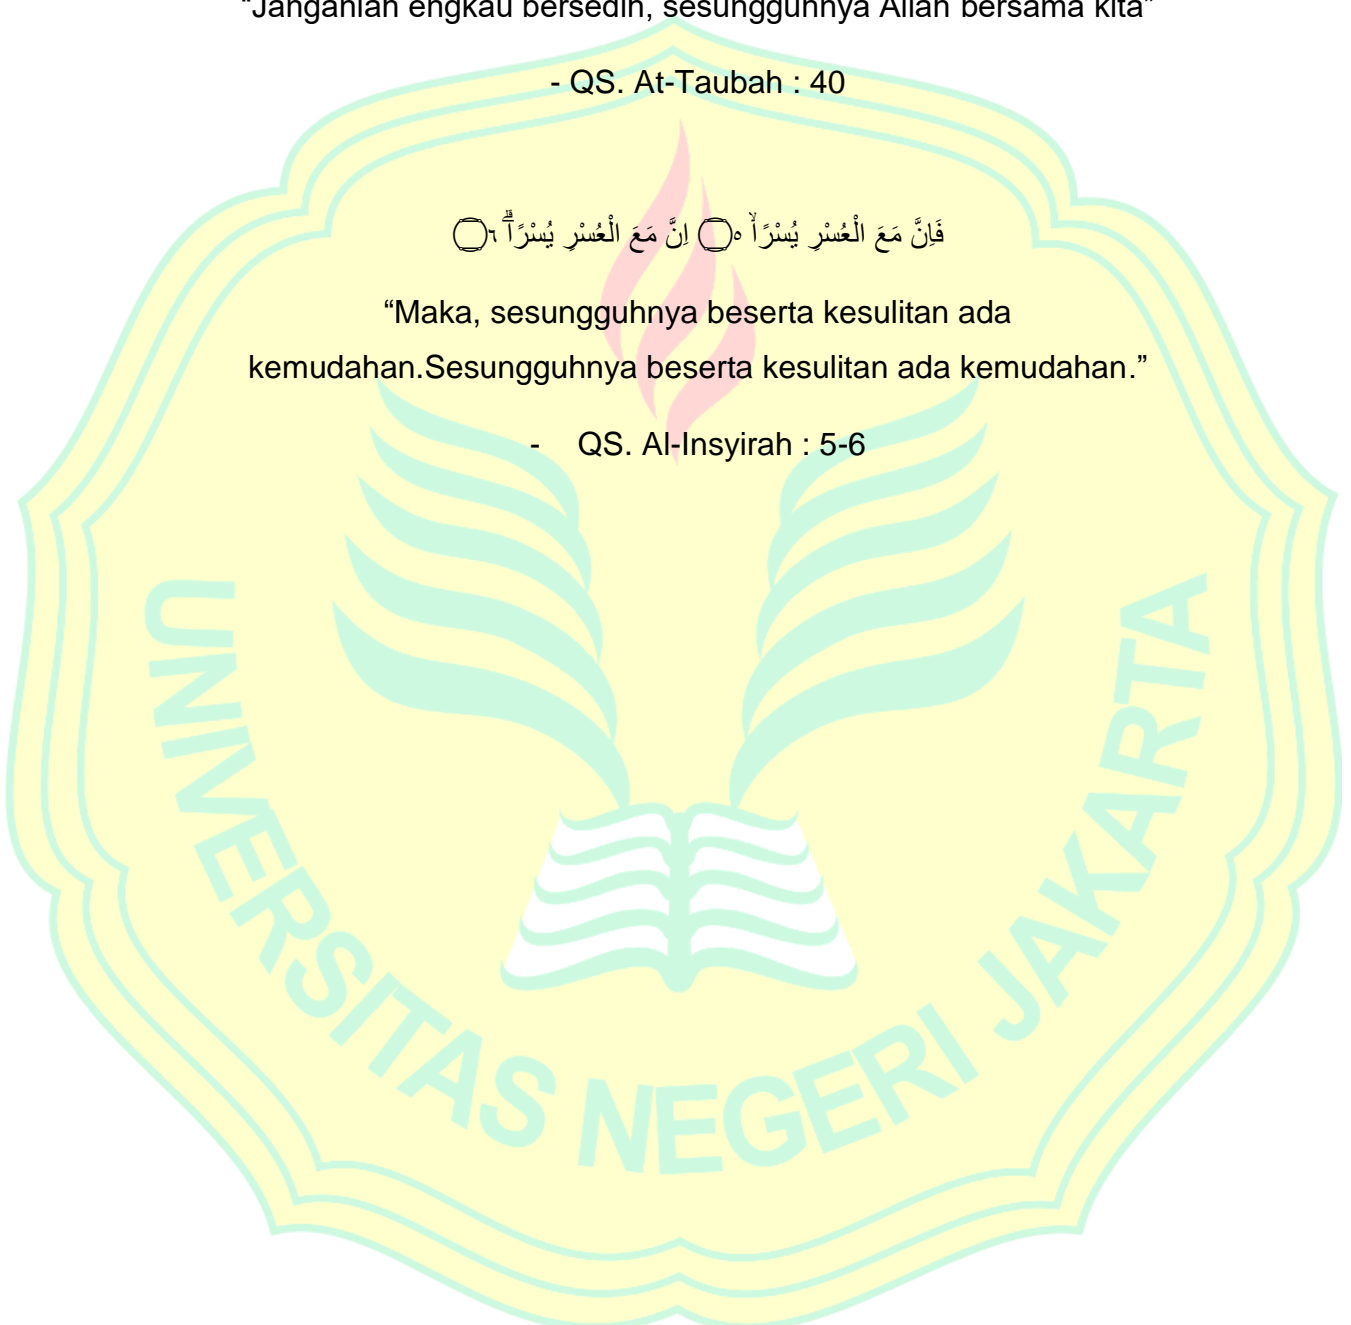 “Janganlah engkau bersedih, sesungguhnya Allah bersama kita”
- QS. At-Taubah : 40
فَاِنَّ مَعَ الْعُسْرِ يُسْرًاۙ ۝٥ اِنَّ مَعَ الْعُسْرِ يُسْرًاۗ ۝٦
“Maka, sesungguhnya beserta kesulitan ada
kemudahan.Sesungguhnya beserta kesulitan ada kemudahan.”
- QS. Al-Insyirah : 5-6
UNIVERSITAS NEGERI JAKARTA